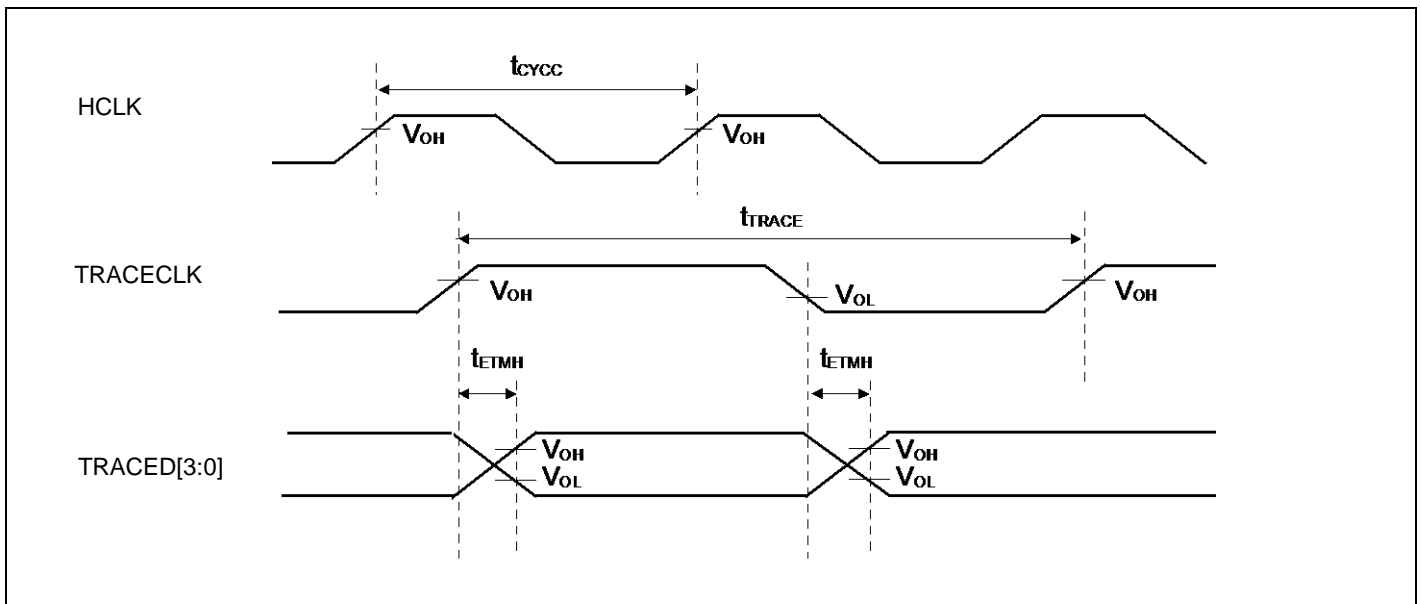 tCYCC
HCLK
VOH VOH
tTRACE
TRACECLK
VOH VOL VOH
tETMH tETMH
TRACED[3:0]
VOH VOH
VOL VOL